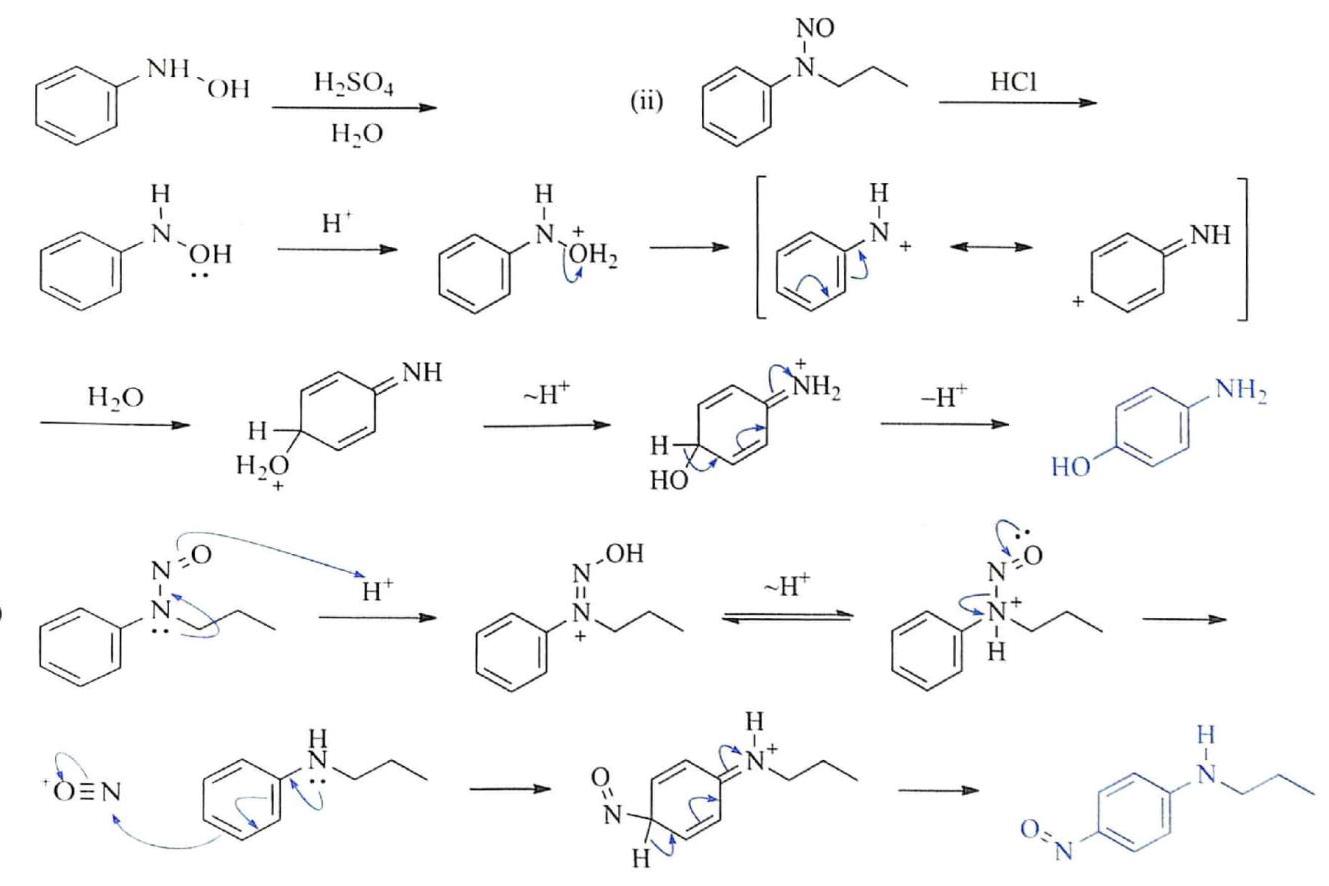 NH OH H₂SO₄ H₂O (ii) NO N HCl
H N OH H⁺ H N + OH₂ H N + NH +
H₂O NH H H₂O + ~H⁺ + NH₂ H HO –H⁺ NH₂ HO
N O N H⁺ OH N N + ~H⁺ O N N + H
+ O≡N H N O N H H N + H N O N